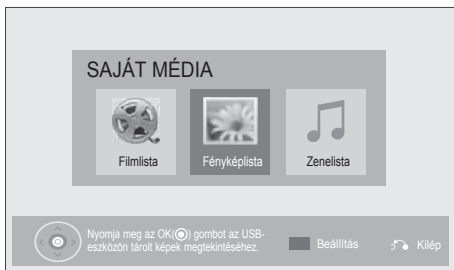 SAJÁT MÉDIA
Filmlista
Fényképlista
Zenelista
Nyomja meg az OK(◉) gombot az USB-
eszközön tárolt képek megtekintéséhez.
Beállítás
Kilép